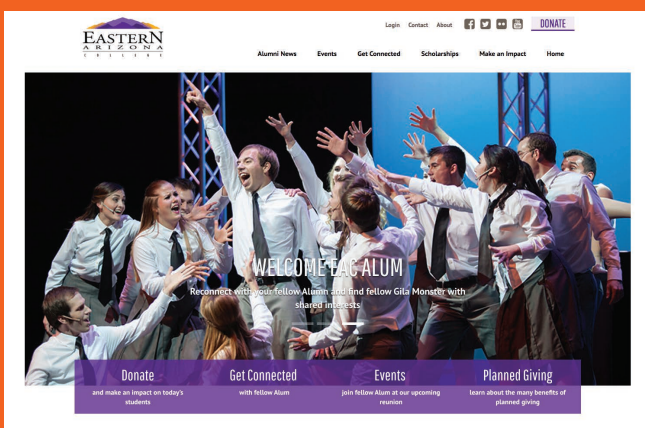 EASTERN
ARIZONA
COLLEGE
Login Contact About DONATE
Alumni News Events Get Connected Scholarships Make an Impact Home
WELCOME EAC ALUM
Reconnect with your fellow Alumn and find fellow Gila Monster with
shared interests
Donate
and make an impact on today's
students
Get Connected
with fellow Alum
Events
join fellow Alum at our upcoming
reunion
Planned Giving
learn about the many benefits of
planned giving